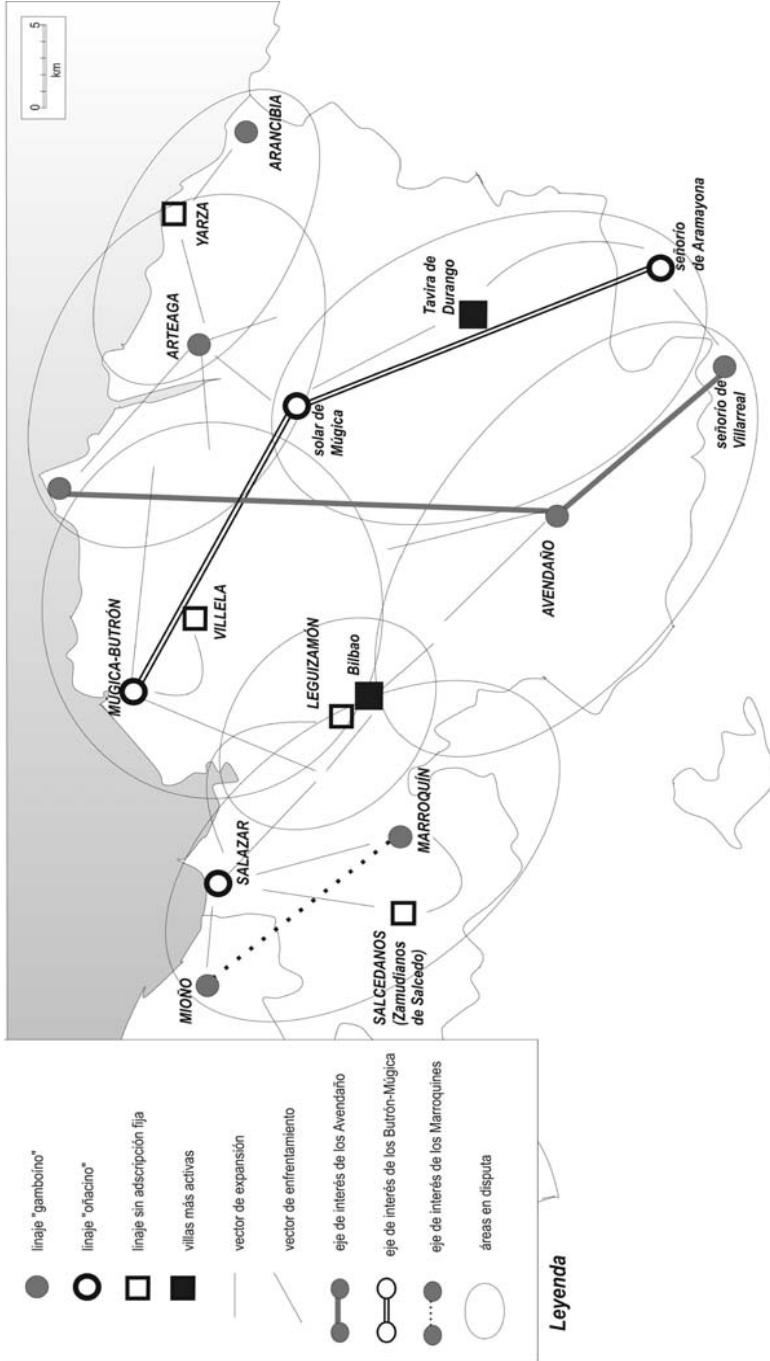 0
5
km
ARANCIBIA
YARZA
ARTEAGA
señorio
de Aramayona
Tavira de
Durango
solar de
Múgica
señorio de
Villarreal
AVENDAÑO
MÚGICA-BUTRÓN
VILLELA
LEGUIZAMÓN
Bilbao
MARROQUÍN
SALAZAR
SALCEDANOS
(Zamudianos
de Salcedo)
MIOÑO
linaje "gamboino"
linaje "oñacino"
linaje sin adscripción fija
villas más activas
vector de expansión
vector de enfrentamiento
eje de interés de los Avendaño
eje de interés de los Butrón-Múgica
eje de interés de los Marroquines
áreas en disputa
Leyenda